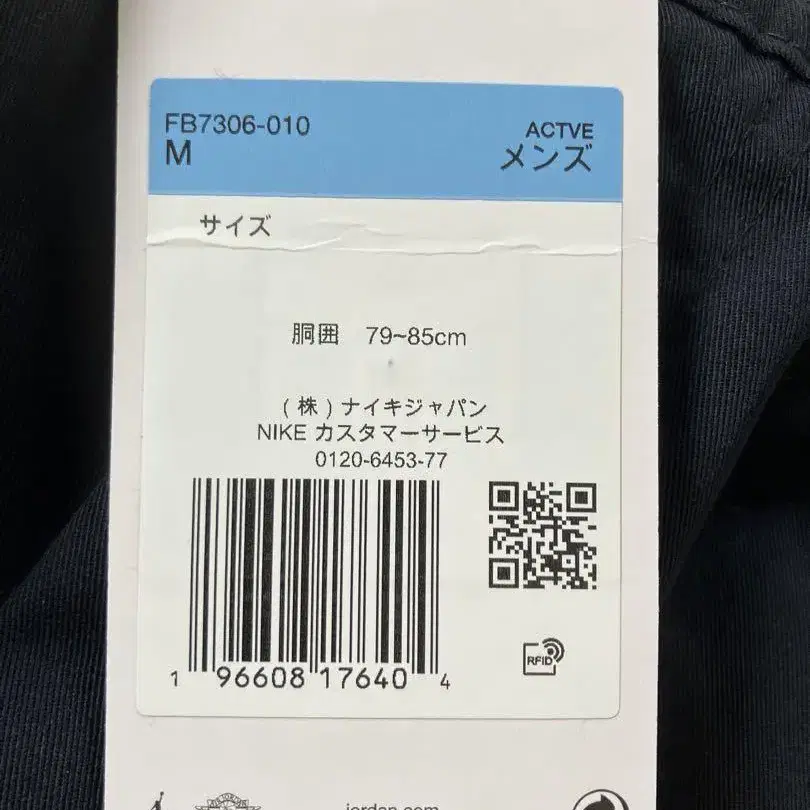 FB7306-010
M
ACTVE
メンズ
サイズ
胴囲 79~85cm
(株)ナイキジャパン
NIKE カスタマーサービス
0120-6453-77
RFID
1 96608 17640 4
jordan.com